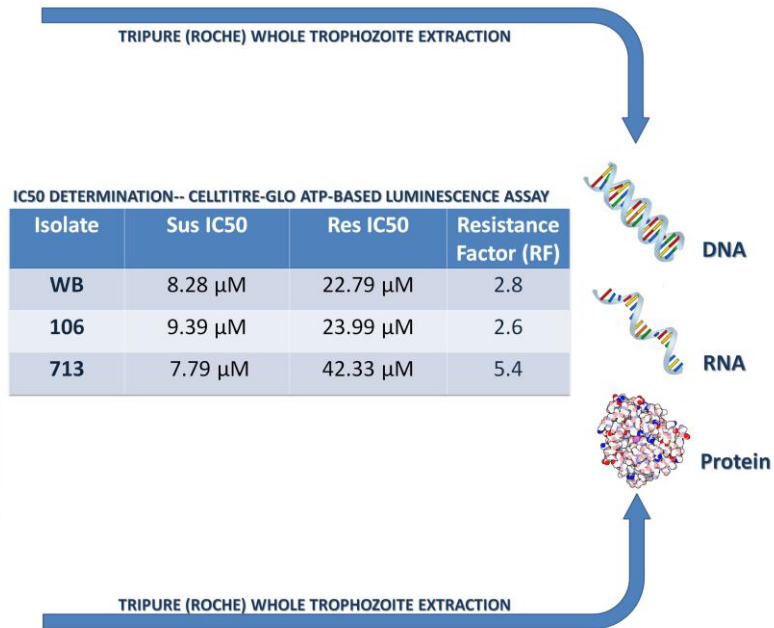 TRIPURE (ROCHE) WHOLE TROPHOZOITE EXTRACTION
IC50 DETERMINATION-- CELLTITRE-GLO ATP-BASED LUMINESCENCE ASSAY
Isolate Sus IC50 Res IC50 Resistance
Factor (RF)
WB 8.28 µM 22.79 µM 2.8
106 9.39 µM 23.99 µM 2.6
713 7.79 µM 42.33 µM 5.4
DNA
RNA
Protein
TRIPURE (ROCHE) WHOLE TROPHOZOITE EXTRACTION